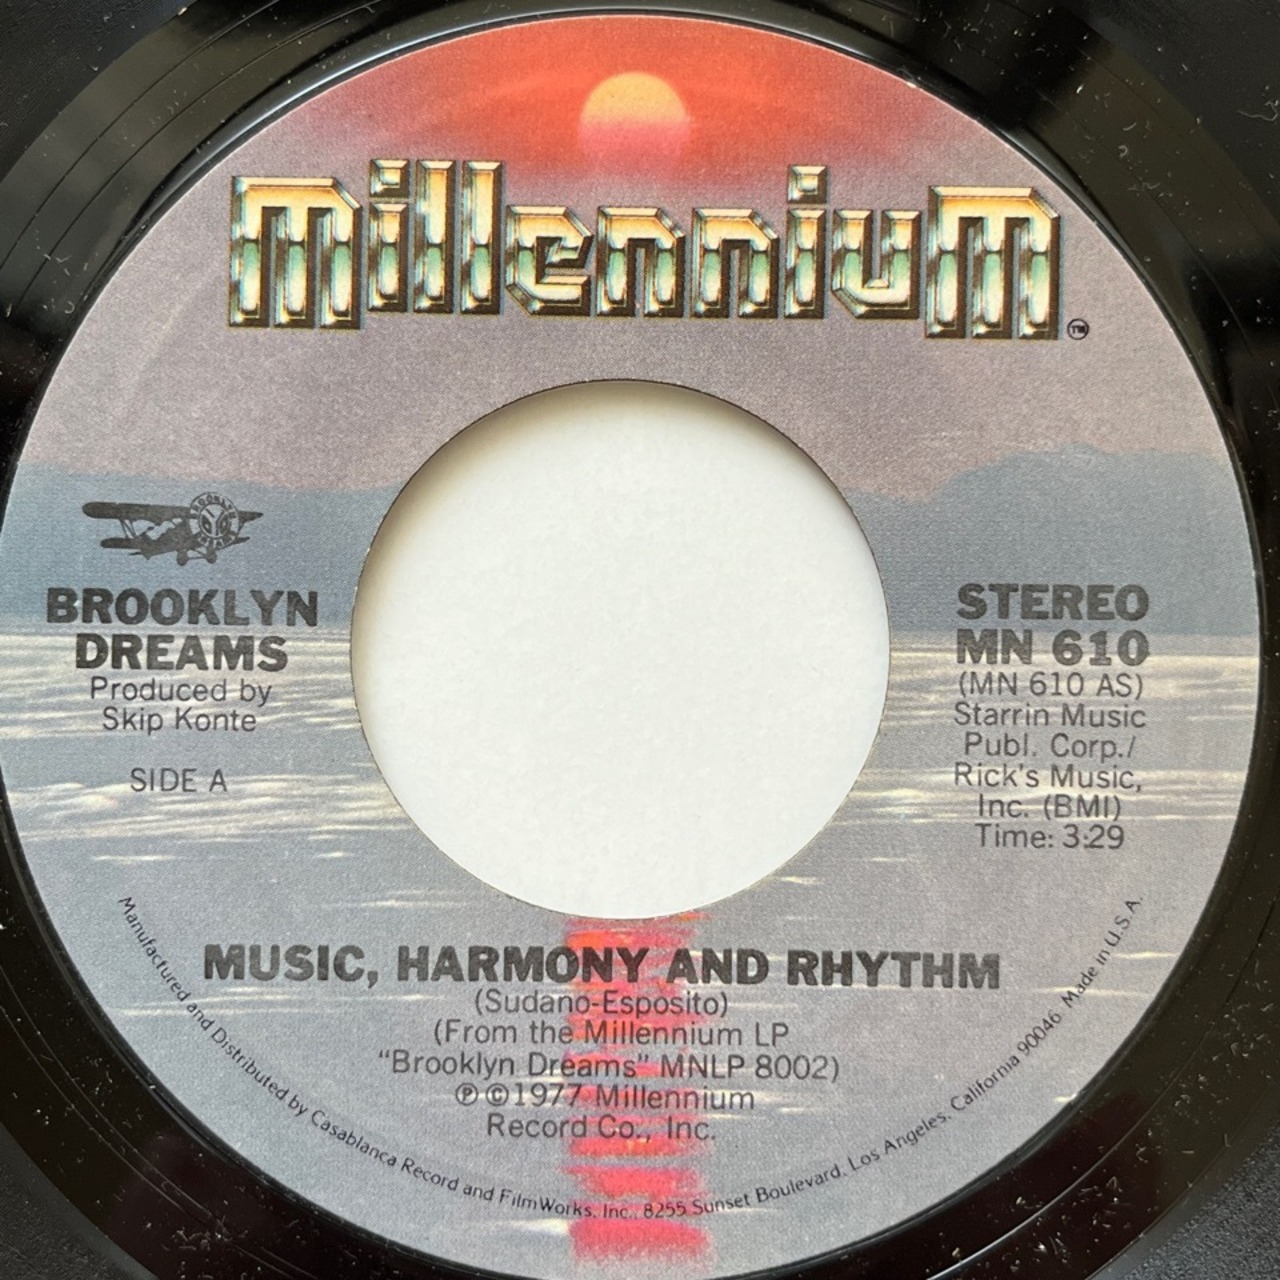 millennium
TM
BROOKLYN
DREAMS
Produced by
Skip Konte
SIDE A
STEREO
MN 610
(MN 610 AS)
Starrin Music
Publ. Corp./
Rick's Music,
Inc. (BMI)
Time: 3:29
MUSIC, HARMONY AND RHYTHM
(Sudano-Esposito)
(From the Millennium LP
“Brooklyn Dreams” MNLP 8002)
℗ ©1977 Millennium
Record Co., Inc.
Manufactured and Distributed by Casablanca Record and FilmWorks, Inc., 8255 Sunset Boulevard, Los Angeles, California 90046 Made in U.S.A.